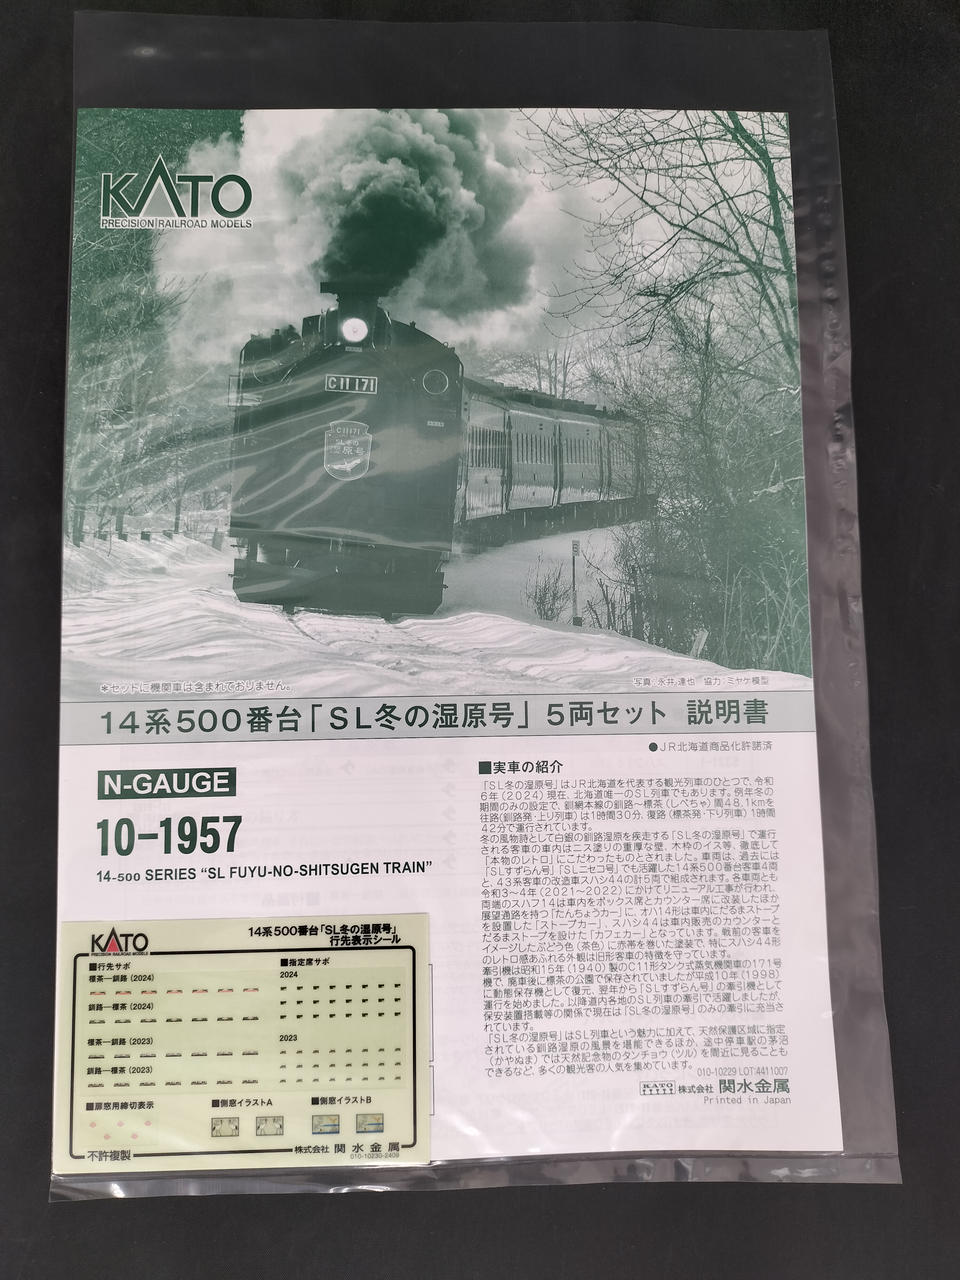 KATO
PRECISION RAILROAD MODELS
C11 171
C11171
SL冬の
湿原号
＊セットに機関車は含まれておりません。
写真:永井達也 協力:ミヤケ模型
14系500番台「SL冬の湿原号」5両セット 説明書
●JR北海道商品化許諾済
N-GAUGE
10-1957
14-500 SERIES “SL FUYU-NO-SHITSUGEN TRAIN”
■実車の紹介
「SL冬の湿原号」はJR北海道を代表する観光列車のひとつで、令和
6年(2024)現在、北海道唯一のSL列車でもあります。例年冬の
期間のみの設定で、釧網本線の釧路～標茶(しべちゃ)間48.1kmを
往路(釧路発・上り列車)は1時間30分、復路(標茶発・下り列車)1時間
42分で運行されています。
冬の風物詩として白銀の釧路湿原を疾走する「SL冬の湿原号」で運行
される客車の車内はニス塗りの重厚な壁、木枠のイス等、徹底して
「本物のレトロ」にこだわったものとされました。車両は、過去には
「SLすずらん号」「SLニセコ号」でも活躍した14系500番台客車4両
と、43系客車の改造車スハシ44の計5両で組成されます。各車両とも
令和3～4年(2021～2022)にかけてリニューアル工事が行われ、
両端のスハフ14は車内をボックス席とカウンター席に改装したほか
展望通路を持つ「たんちょうカー」に、オハ14形は車内にだるまストーブ
を設置した「ストーブカー」、スハシ44は車内販売のカウンターと
だるまストーブを設けた「カフェカー」となっています。戦前の客車を
イメージしたぶどう色(茶色)に赤帯を巻いた塗装で、特にスハシ44形
のレトロ感あふれる外観は旧形客車の特徴を守っています。
牽引機は昭和15年(1940)製のC11形タンク式蒸気機関車の171号
機で、廃車後に標茶の公園で保存されていましたが平成10年(1998)
に動態保存機として復元、翌年から「SLすずらん号」の牽引機として
運行を始めました。以降道内各地のSL列車の牽引で活躍しましたが、
保安装置搭載等の関係で現在は「SL冬の湿原号」のみの牽引に充当さ
れています。
「SL冬の湿原号」はSL列車という魅力に加えて、天然保護区域に指定
されている釧路湿原の風景を堪能できるほか、途中停車駅の茅沼
(かやぬま)では天然記念物のタンチョウ(ツル)を間近に見ることも
できるなど、多くの観光客の人気を集めています。
010-10229 LOT:4411007
KATO 株式会社 関水金属
Printed in Japan
KATO
PRECISION RAILROAD MODELS
14系500番台「SL冬の湿原号」
行先表示シール
■行先サボ
標茶―釧路(2024)
釧路―標茶(2024)
標茶―釧路(2023)
釧路―標茶(2023)
■指定席サボ
2024
2023
■扉窓用締切表示
■側窓イラストA
■側窓イラストB
不許複製
株式会社 関水金属
010-10230-2409